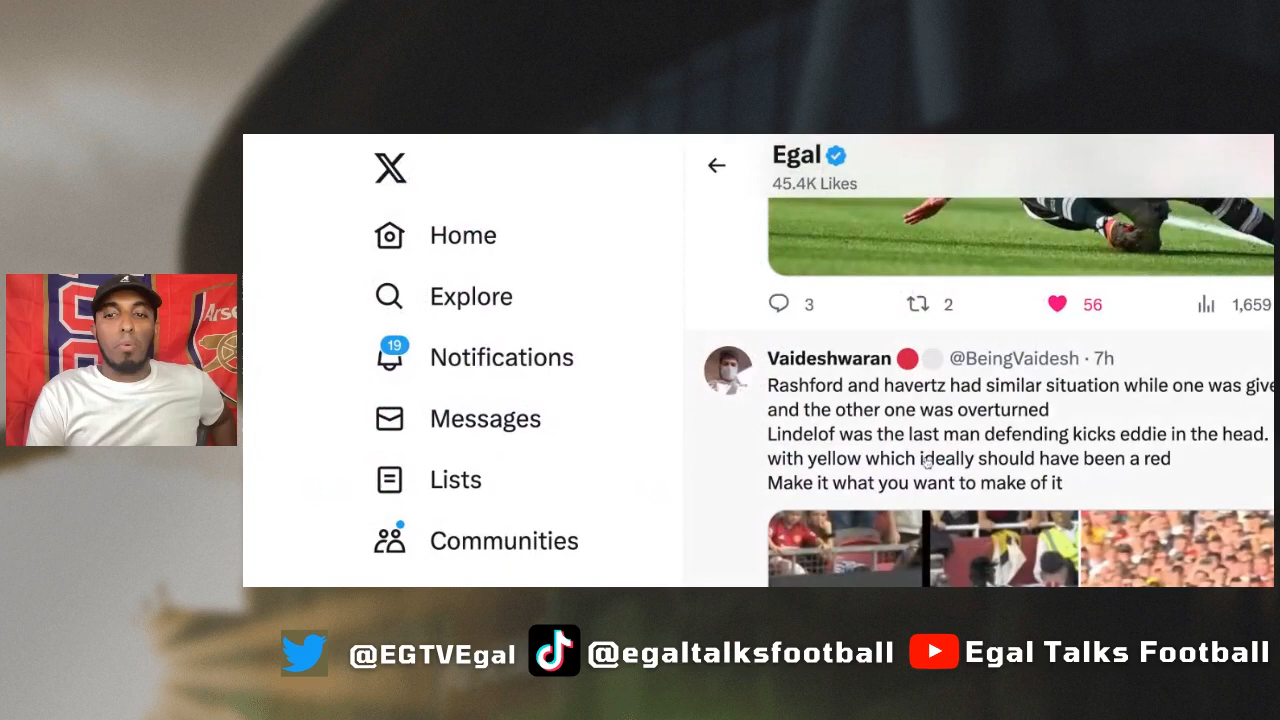 Egal
45.4K Likes
Home
Explore
19
Notifications
Messages
Lists
Communities
3 2 56 1,659
Vaideshwaran @BeingVaidesh · 7h
Rashford and havertz had similar situation while one was give
and the other one was overturned
Lindelof was the last man defending kicks eddie in the head.
with yellow which ideally should have been a red
Make it what you want to make of it
Arse
@EGTVEgal @egaltalksfootball Egal Talks Football